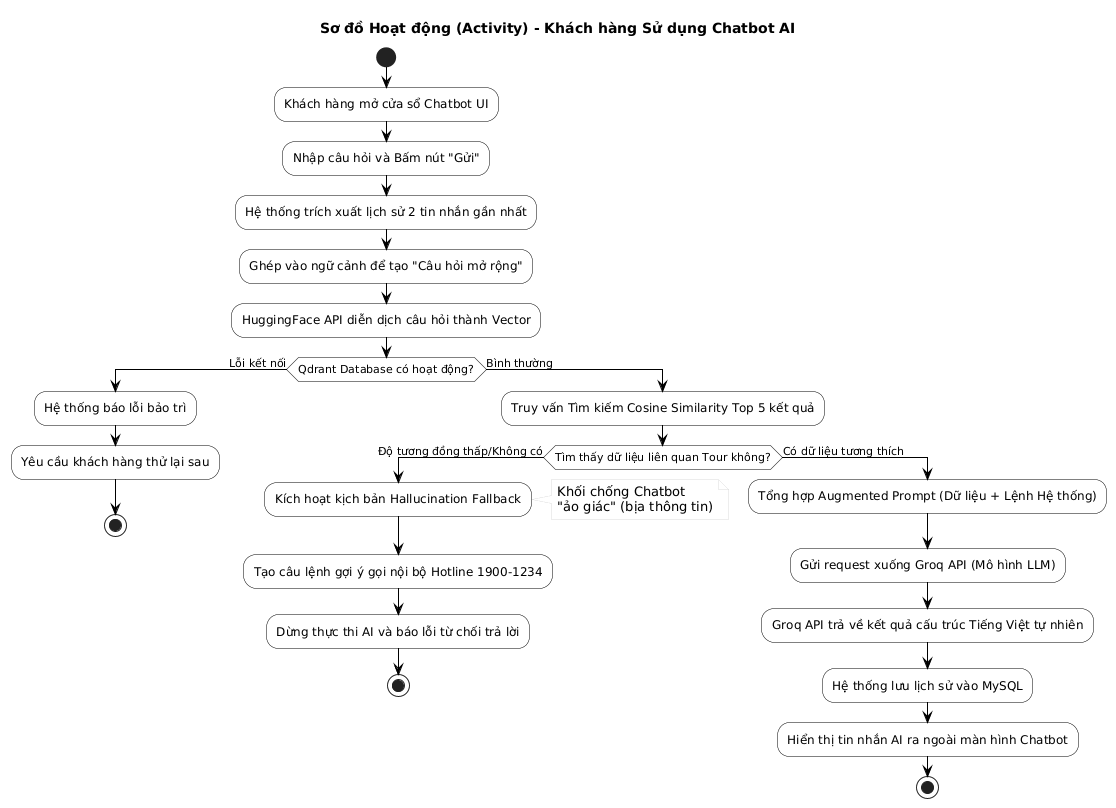 Sơ đồ Hoạt động (Activity) - Khách hàng Sử dụng Chatbot AI
Khách hàng mở cửa sổ Chatbot UI
Nhập câu hỏi và Bấm nút "Gửi"
Hệ thống trích xuất lịch sử 2 tin nhắn gần nhất
Ghép vào ngữ cảnh để tạo "Câu hỏi mở rộng"
HuggingFace API diễn dịch câu hỏi thành Vector
Lỗi kết nối
Qdrant Database có hoạt động?
Bình thường
Hệ thống báo lỗi bảo trì
Yêu cầu khách hàng thử lại sau
Truy vấn Tìm kiếm Cosine Similarity Top 5 kết quả
Độ tương đồng thấp/Không có
Tìm thấy dữ liệu liên quan Tour không?
Có dữ liệu tương thích
Kích hoạt kịch bản Hallucination Fallback
Khối chống Chatbot
"ảo giác" (bịa thông tin)
Tạo câu lệnh gợi ý gọi nội bộ Hotline 1900-1234
Dừng thực thi AI và báo lỗi từ chối trả lời
Tổng hợp Augmented Prompt (Dữ liệu + Lệnh Hệ thống)
Gửi request xuống Groq API (Mô hình LLM)
Groq API trả về kết quả cấu trúc Tiếng Việt tự nhiên
Hệ thống lưu lịch sử vào MySQL
Hiển thị tin nhắn AI ra ngoài màn hình Chatbot